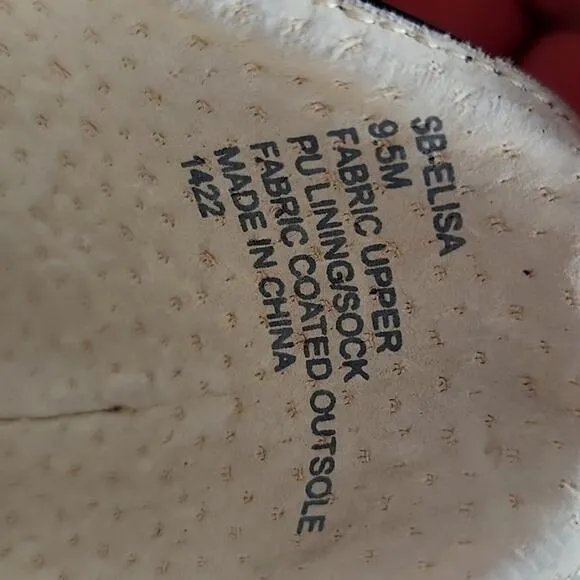 SB-ELISA
9.5M
FABRIC UPPER
PU LINING/SOCK
FABRIC COATED OUTSOLE
MADE IN CHINA
1422